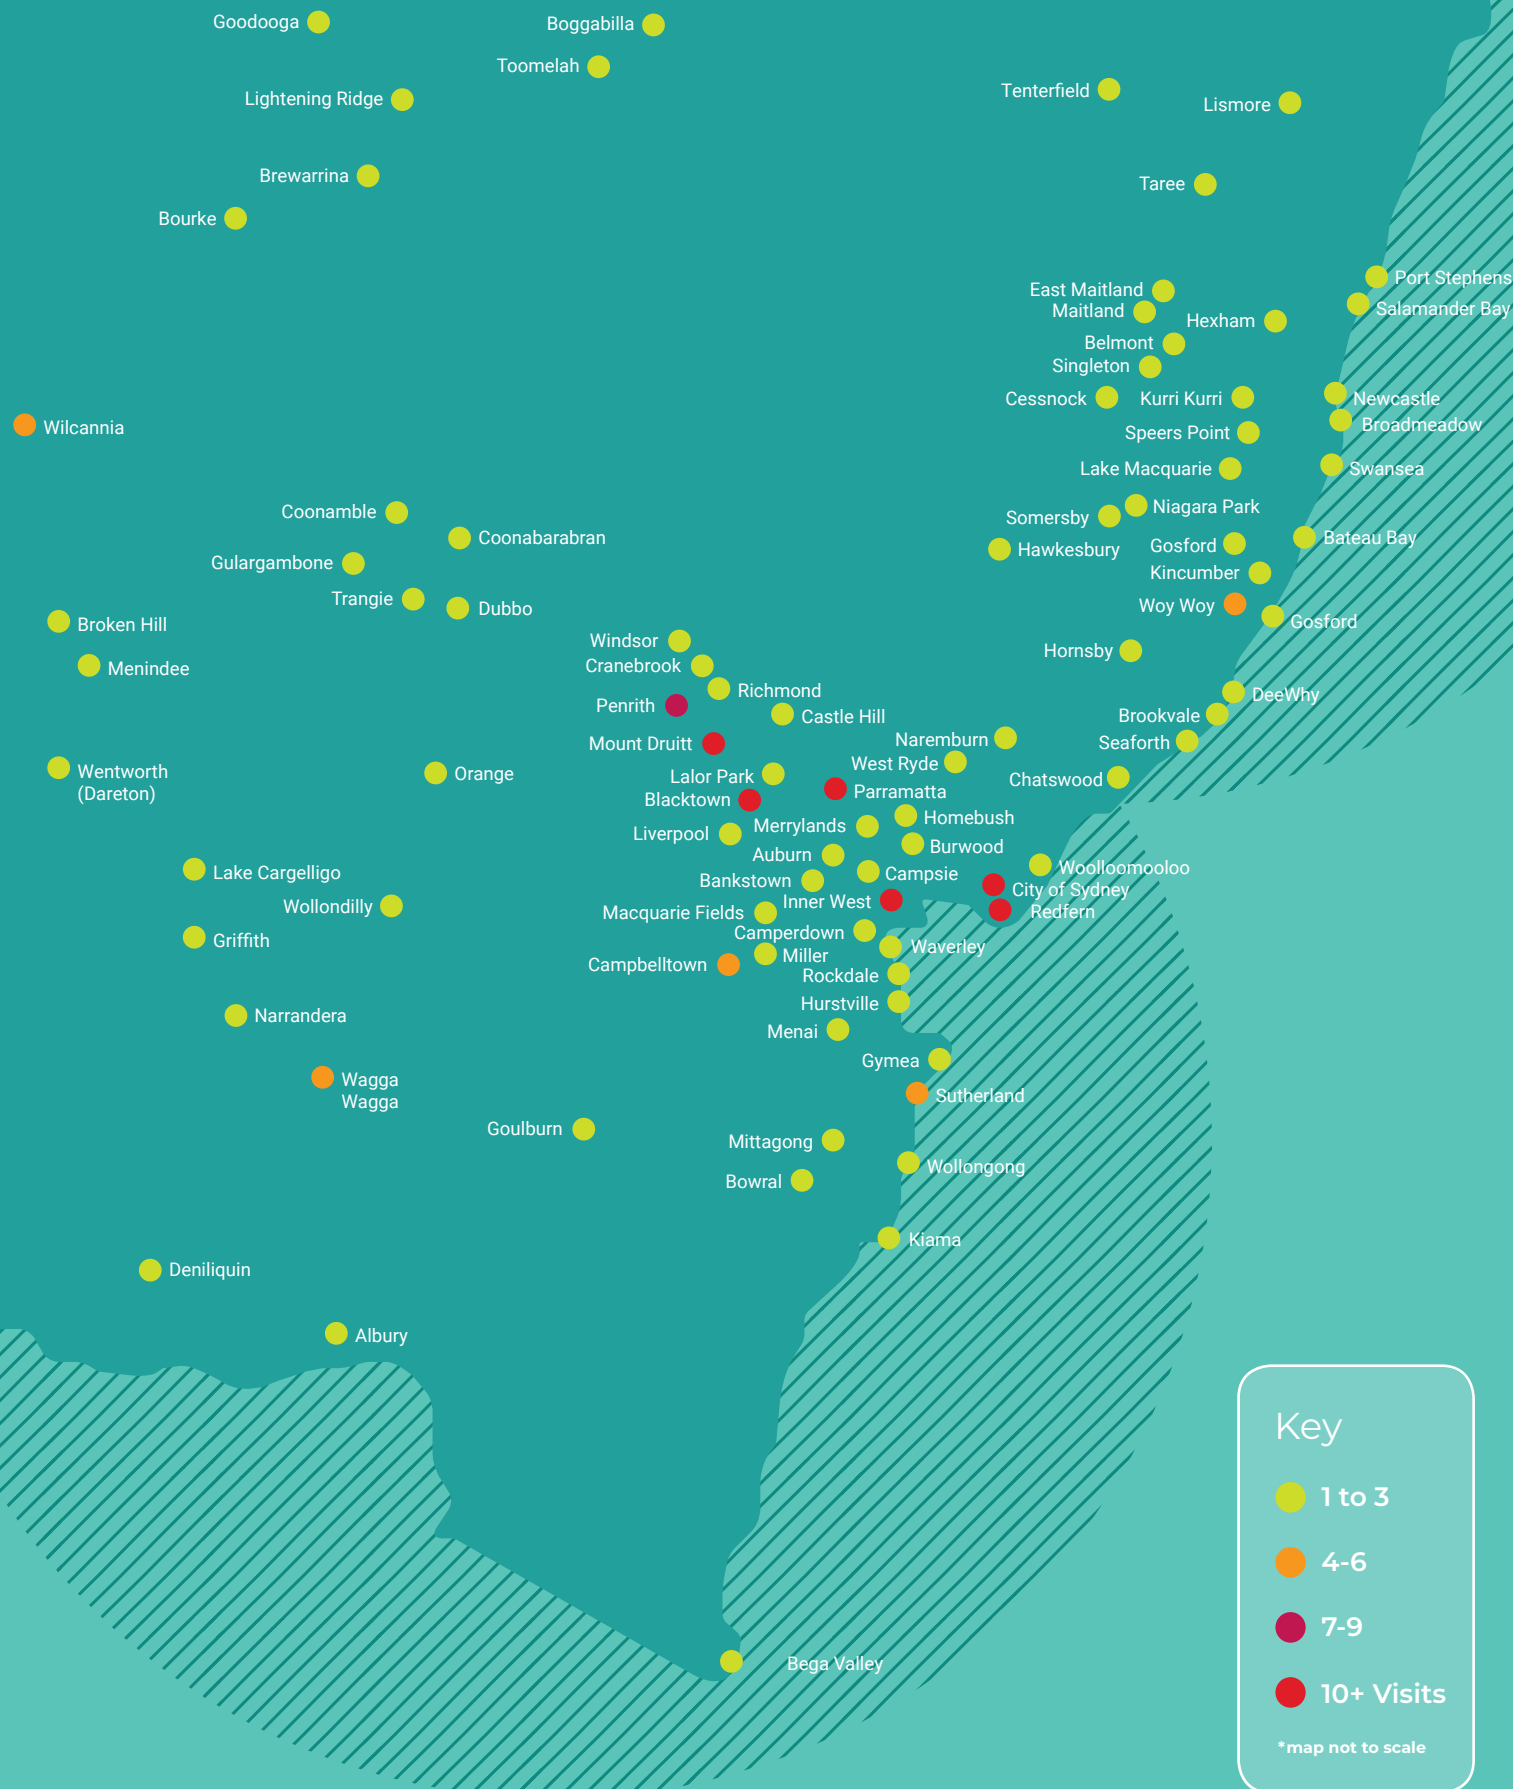 Goodooga
Boggabilla
Toomelah
Lightening Ridge
Tenterfield
Lismore
Brewarrina
Taree
Bourke
Port Stephens
East Maitland
Salamander Bay
Maitland
Hexham
Belmont
Singleton
Cessnock
Kurri Kurri
Newcastle
Broadmeadow
Wilcannia
Speers Point
Lake Macquarie
Swansea
Coonamble
Niagara Park
Somersby
Coonabarabran
Bateau Bay
Gosford
Hawkesbury
Gulargambone
Kincumber
Trangie
Dubbo
Woy Woy
Gosford
Broken Hill
Windsor
Hornsby
Cranebrook
Menindee
Richmond
DeeWhy
Penrith
Castle Hill
Brookvale
Naremburn
Seaforth
Mount Druitt
West Ryde
Wentworth
(Dareton)
Orange
Lalor Park
Chatswood
Parramatta
Blacktown
Homebush
Merrylands
Liverpool
Burwood
Auburn
Woolloomooloo
Lake Cargelligo
Campsie
Bankstown
City of Sydney
Inner West
Wollondilly
Redfern
Macquarie Fields
Camperdown
Griffith
Waverley
Miller
Campbelltown
Rockdale
Hurstville
Narrandera
Menai
Gymea
Wagga
Wagga
Sutherland
Goulburn
Mittagong
Wollongong
Bowral
Kiama
Deniliquin
Albury
Key
1 to 3
4-6
7-9
Bega Valley
10+ Visits
*map not to scale